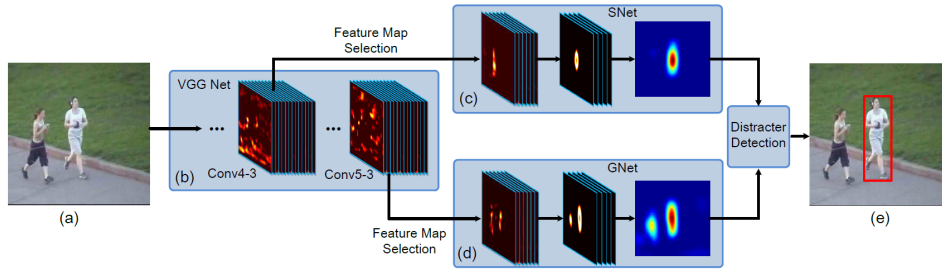 Feature Map
Selection
SNet
(c)
VGG Net
...
...
(b)
Conv4-3
Conv5-3
(a)
Distracter
Detection
(e)
Feature Map
Selection
GNet
(d)